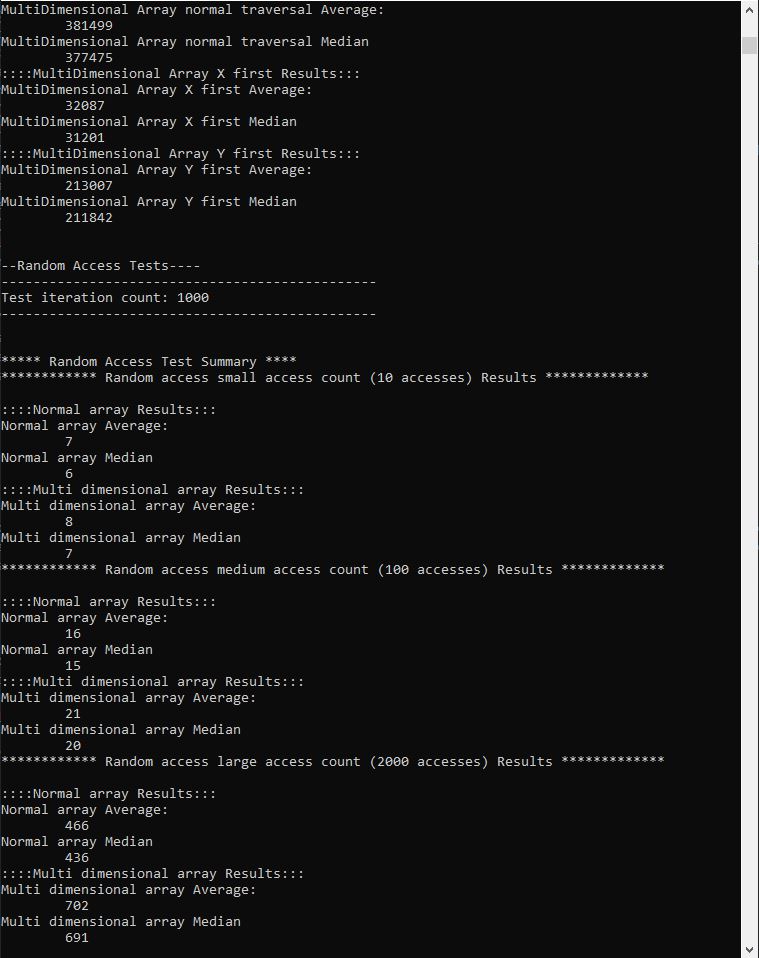 MultiDimensional Array normal traversal Average:
381499
MultiDimensional Array normal traversal Median
377475
::::MultiDimensional Array X first Results:::
MultiDimensional Array X first Average:
32087
MultiDimensional Array X first Median
31201
::::MultiDimensional Array Y first Results:::
MultiDimensional Array Y first Average:
213007
MultiDimensional Array Y first Median
211842
--Random Access Tests----
-----------------------------------------------
Test iteration count: 1000
-----------------------------------------------
***** Random Access Test Summary ****
************ Random access small access count (10 accesses) Results *************
::::Normal array Results:::
Normal array Average:
7
Normal array Median
6
::::Multi dimensional array Results:::
Multi dimensional array Average:
8
Multi dimensional array Median
7
************ Random access medium access count (100 accesses) Results *************
::::Normal array Results:::
Normal array Average:
16
Normal array Median
15
::::Multi dimensional array Results:::
Multi dimensional array Average:
21
Multi dimensional array Median
20
************ Random access large access count (2000 accesses) Results *************
::::Normal array Results:::
Normal array Average:
466
Normal array Median
436
::::Multi dimensional array Results:::
Multi dimensional array Average:
702
Multi dimensional array Median
691